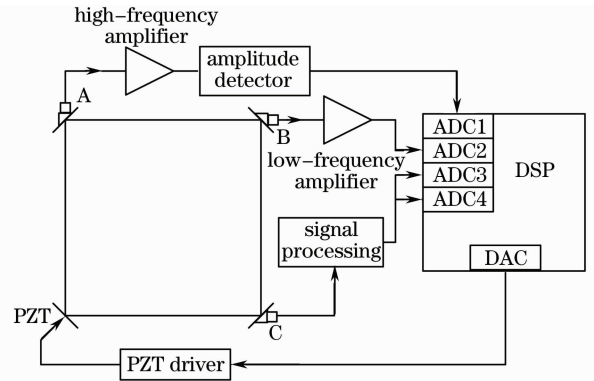 high-frequency
amplifier
amplitude
detector
A
B
low-frequency
amplifier
ADC1
ADC2
ADC3
ADC4
DSP
signal
processing
DAC
PZT
C
PZT driver